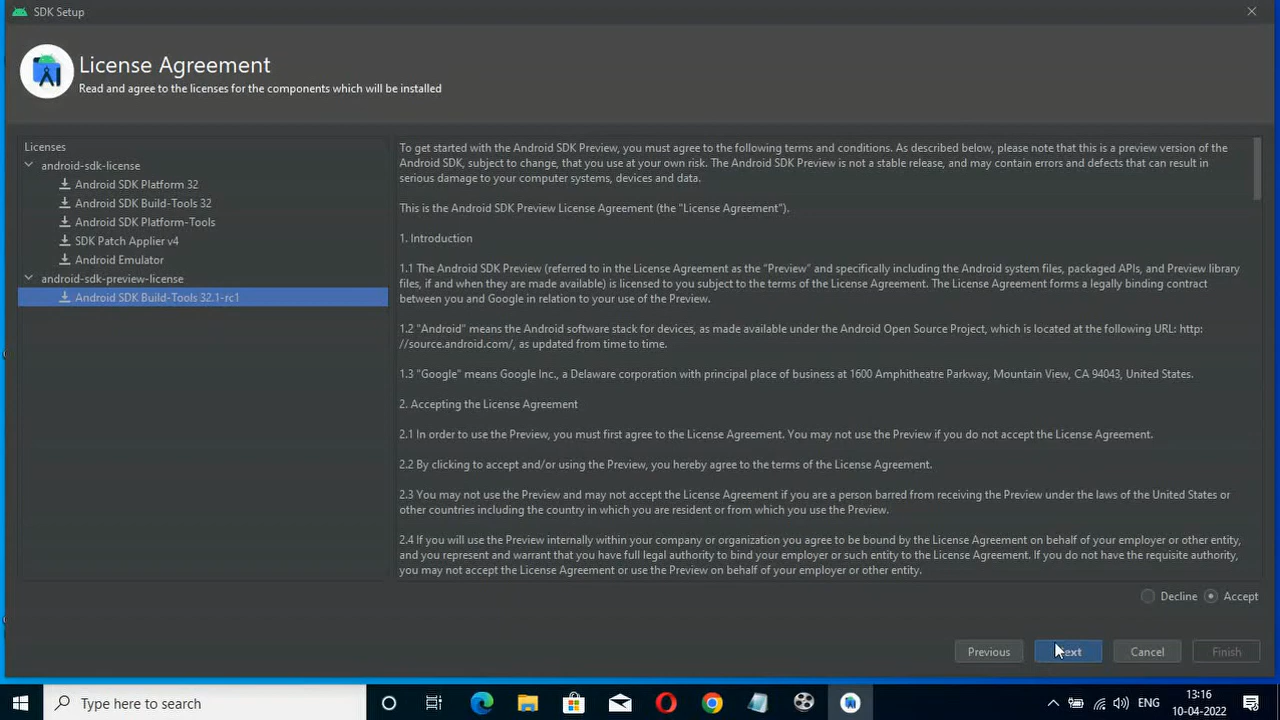 SDK Setup
License Agreement
Read and agree to the licenses for the components which will be installed
Licenses
android-sdk-license
Android SDK Platform 32
Android SDK Build-Tools 32
Android SDK Platform-Tools
SDK Patch Applier v4
Android Emulator
android-sdk-preview-license
Android SDK Build-Tools 32.1-rc1
To get started with the Android SDK Preview, you must agree to the following terms and conditions. As described below, please note that this is a preview version of the
Android SDK, subject to change, that you use at your own risk. The Android SDK Preview is not a stable release, and may contain errors and defects that can result in
serious damage to your computer systems, devices and data.
This is the Android SDK Preview License Agreement (the "License Agreement").
1. Introduction
1.1 The Android SDK Preview (referred to in the License Agreement as the “Preview” and specifically including the Android system files, packaged APIs, and Preview library
files, if and when they are made available) is licensed to you subject to the terms of the License Agreement. The License Agreement forms a legally binding contract
between you and Google in relation to your use of the Preview.
1.2 "Android" means the Android software stack for devices, as made available under the Android Open Source Project, which is located at the following URL: http:
//source.android.com/, as updated from time to time.
1.3 "Google" means Google Inc., a Delaware corporation with principal place of business at 1600 Amphitheatre Parkway, Mountain View, CA 94043, United States.
2. Accepting the License Agreement
2.1 In order to use the Preview, you must first agree to the License Agreement. You may not use the Preview if you do not accept the License Agreement.
2.2 By clicking to accept and/or using the Preview, you hereby agree to the terms of the License Agreement.
2.3 You may not use the Preview and may not accept the License Agreement if you are a person barred from receiving the Preview under the laws of the United States or
other countries including the country in which you are resident or from which you use the Preview.
2.4 If you will use the Preview internally within your company or organization you agree to be bound by the License Agreement on behalf of your employer or other entity,
and you represent and warrant that you have full legal authority to bind your employer or such entity to the License Agreement. If you do not have the requisite authority,
you may not accept the License Agreement or use the Preview on behalf of your employer or other entity.
Decline Accept
Previous Next Cancel Finish
Type here to search
ENG
13:16
10-04-2022